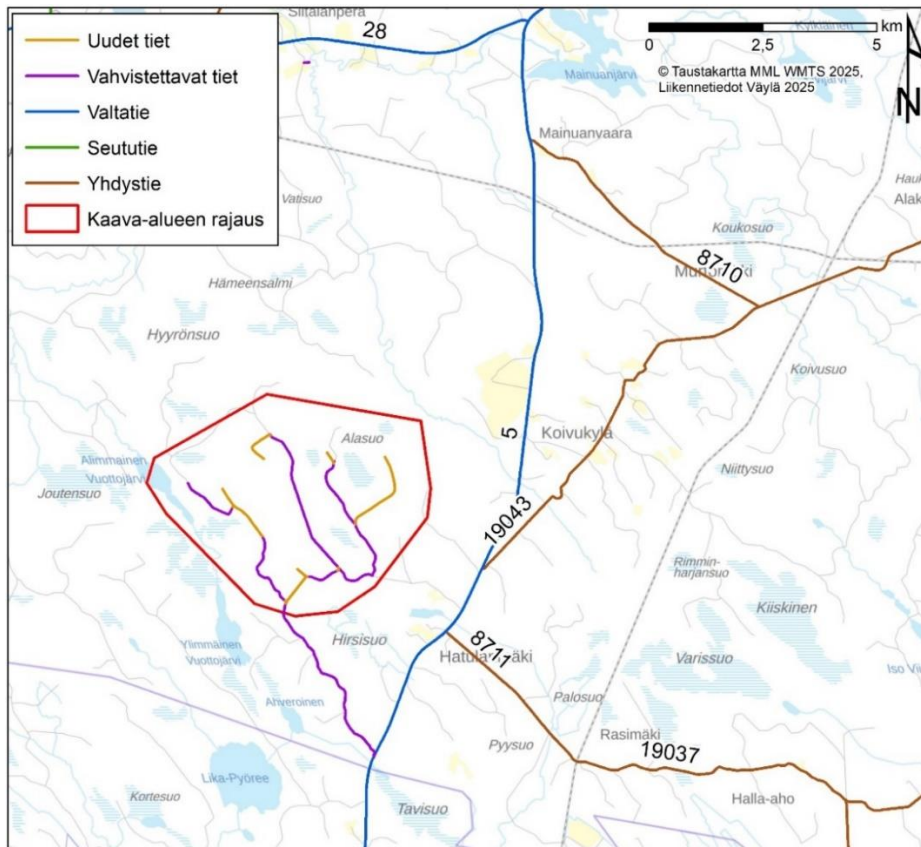 Uudet tiet
Vahvistettavat tiet
Valtatie
Seututie
Yhdystie
Kaava-alueen rajaus
28
km
0 2,5 5
© Taustakartta MML WMTS 2025,
Liikennetiedot Väylä 2025
N
Mainuanjärvi
Mainuanvaara
Vatisuo
Koukosuo
8710
Hämeensalmi
Hyyrönsuo
Koivusuo
5
Koivukylä
Alasuo
Alimmainen
Vuottojärvi
Joutensuo
Niittysuo
19043
Rimmin-
harjansuo
Kiiskinen
Hirsisuo
8711
Varissuo
Ylimmäinen
Vuottojärvi
Palosuo
Ahveroinen
Rasimäki
Pyysuo
19037
Lika-Pyöree
Kortesuo
Tavisuo
Halla-aho